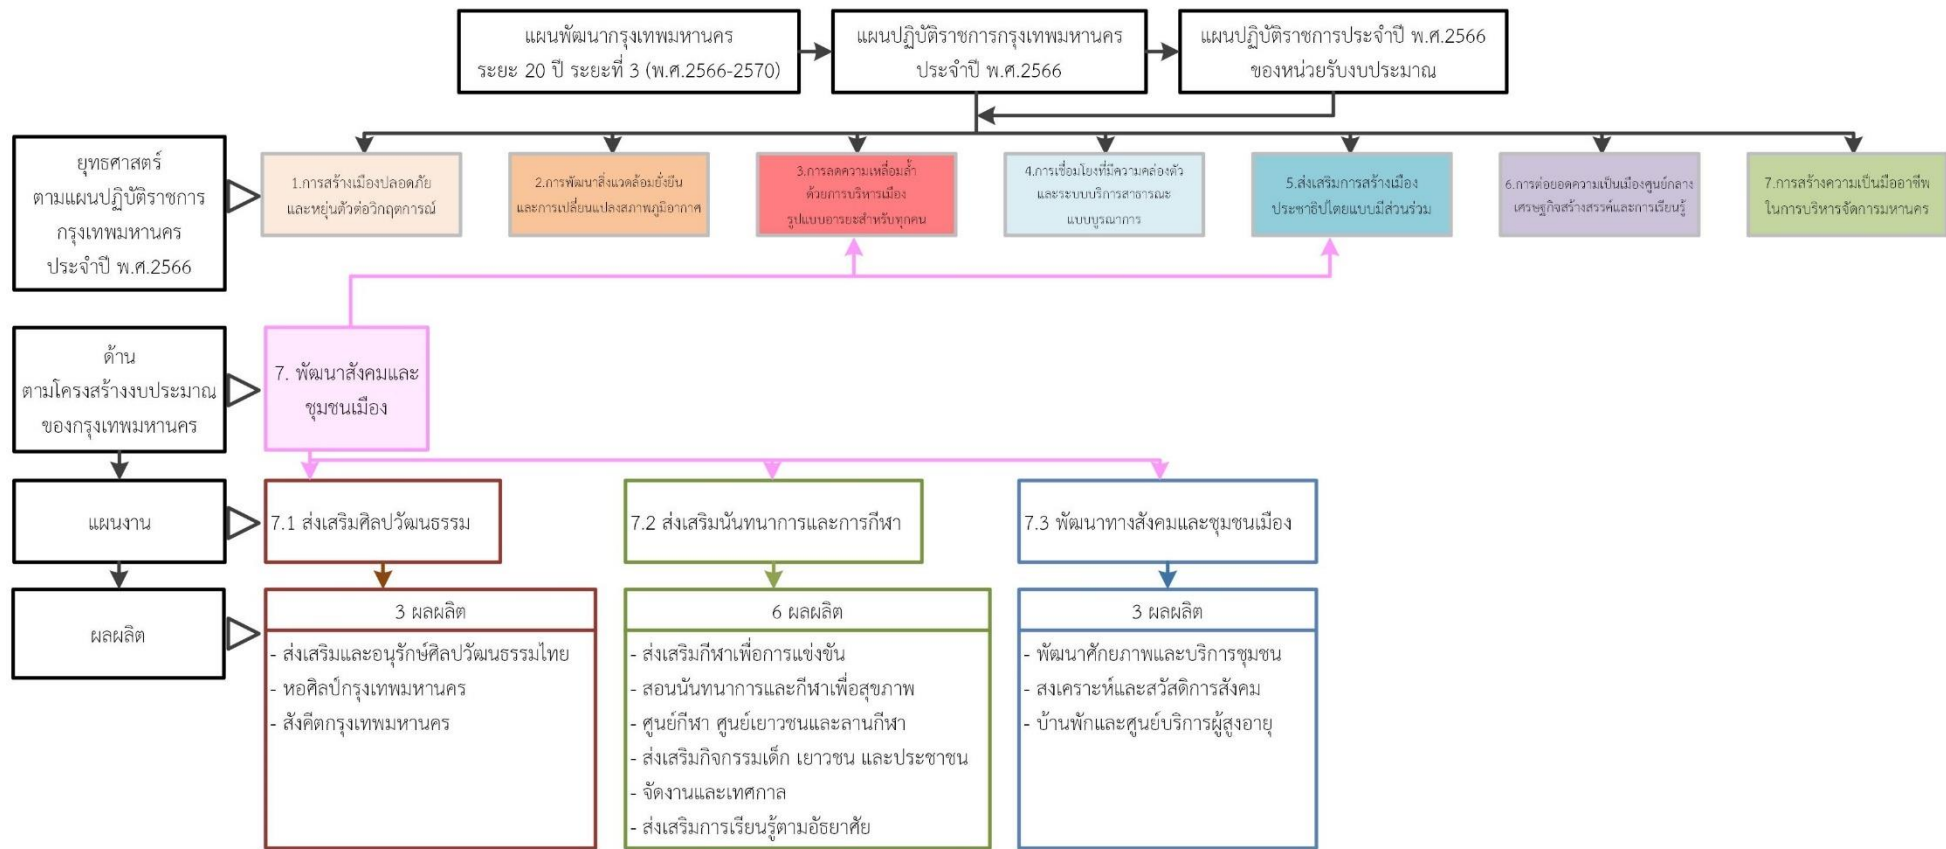 แผนพัฒนากรุงเทพมหานคร
ระยะ 20 ปี ระยะที่ 3 (พ.ศ.2566-2570)
แผนปฏิบัติราชการกรุงเทพมหานคร
ประจำปี พ.ศ.2566
แผนปฏิบัติราชการประจำปี พ.ศ.2566
ของหน่วยรับงบประมาณ
ยุทธศาสตร์
ตามแผนปฏิบัติราชการ
กรุงเทพมหานคร
ประจำปี พ.ศ.2566
1.การสร้างเมืองปลอดภัย
และหยุ่นตัวต่อวิกฤตการณ์
2.การพัฒนาสิ่งแวดล้อมยั่งยืน
และการเปลี่ยนแปลงสภาพภูมิอากาศ
3.การลดความเหลื่อมล้ำ
ด้วยการบริหารเมือง
รูปแบบอารยะสำหรับทุกคน
4.การเชื่อมโยงที่มีความคล่องตัว
และระบบบริการสาธารณะ
แบบบูรณาการ
5.ส่งเสริมการสร้างเมือง
ประชาธิปไตยแบบมีส่วนร่วม
6.การต่อยอดความเป็นเมืองศูนย์กลาง
เศรษฐกิจสร้างสรรค์และการเรียนรู้
7.การสร้างความเป็นมืออาชีพ
ในการบริหารจัดการมหานคร
ด้าน
ตามโครงสร้างงบประมาณ
ของกรุงเทพมหานคร
7. พัฒนาสังคมและ
ชุมชนเมือง
แผนงาน
7.1 ส่งเสริมศิลปวัฒนธรรม
7.2 ส่งเสริมนันทนาการและการกีฬา
7.3 พัฒนาทางสังคมและชุมชนเมือง
ผลผลิต
3 ผลผลิต
- ส่งเสริมและอนุรักษ์ศิลปวัฒนธรรมไทย
- หอศิลป์กรุงเทพมหานคร
- สังคีตกรุงเทพมหานคร
6 ผลผลิต
- ส่งเสริมกีฬาเพื่อการแข่งขัน
- สอนนันทนาการและกีฬาเพื่อสุขภาพ
- ศูนย์กีฬา ศูนย์เยาวชนและลานกีฬา
- ส่งเสริมกิจกรรมเด็ก เยาวชน และประชาชน
- จัดงานและเทศกาล
- ส่งเสริมการเรียนรู้ตามอัธยาศัย
3 ผลผลิต
- พัฒนาศักยภาพและบริการชุมชน
- สงเคราะห์และสวัสดิการสังคม
- บ้านพักและศูนย์บริการผู้สูงอายุ